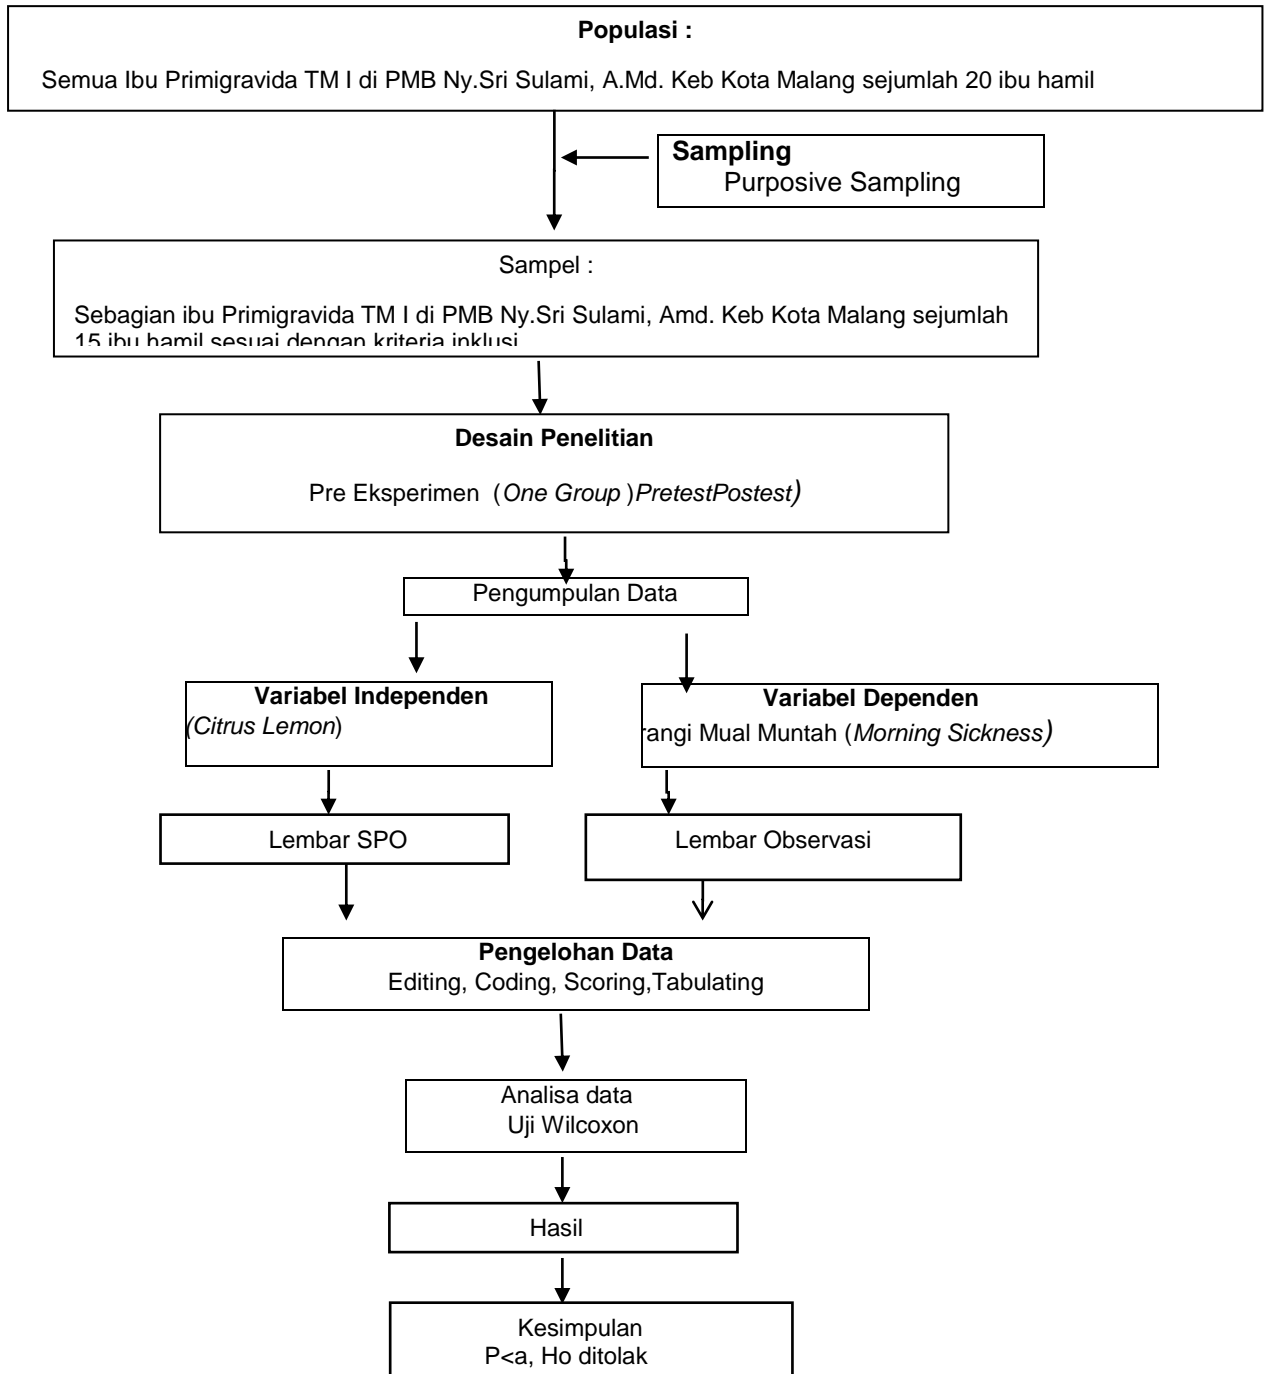 Populasi :
Semua Ibu Primigravida TM I di PMB Ny.Sri Sulami, A.Md. Keb Kota Malang sejumlah 20 ibu hamil
Sampling
Purposive Sampling
Sampel :
Sebagian ibu Primigravida TM I di PMB Ny.Sri Sulami, Amd. Keb Kota Malang sejumlah
15 ibu hamil sesuai dengan kriteria inklusi
Desain Penelitian
Pre Eksperimen (One Group )PretestPostest)
Pengumpulan Data
Variabel Independen
(Citrus Lemon)
Variabel Dependen
rangi Mual Muntah (Morning Sickness)
Lembar SPO
Lembar Observasi
Pengelohan Data
Editing, Coding, Scoring,Tabulating
Analisa data
Uji Wilcoxon
Hasil
Kesimpulan
P<a, Ho ditolak